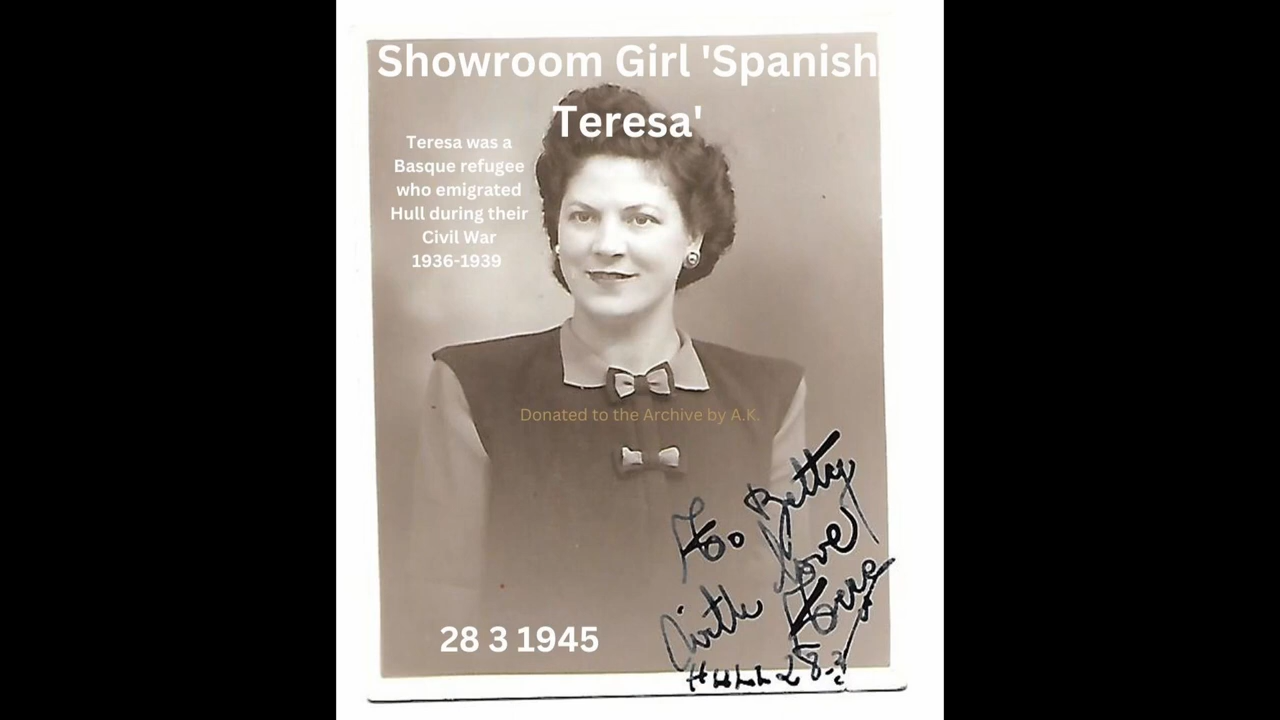 Showroom Girl 'Spanish
Teresa'
Teresa was a
Basque refugee
who emigrated
Hull during their
Civil War
1936-1939
Donated to the Archive by A.K.
To Betty
With Love
28 3 1945